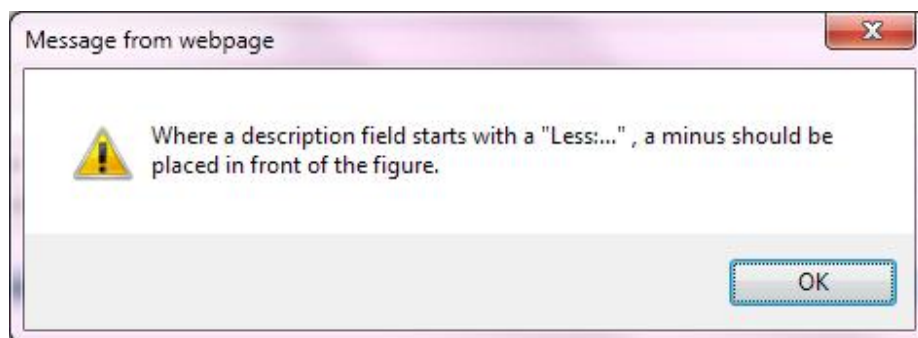 Message from webpage
Where a description field starts with a "Less:..." , a minus should be
placed in front of the figure.
OK